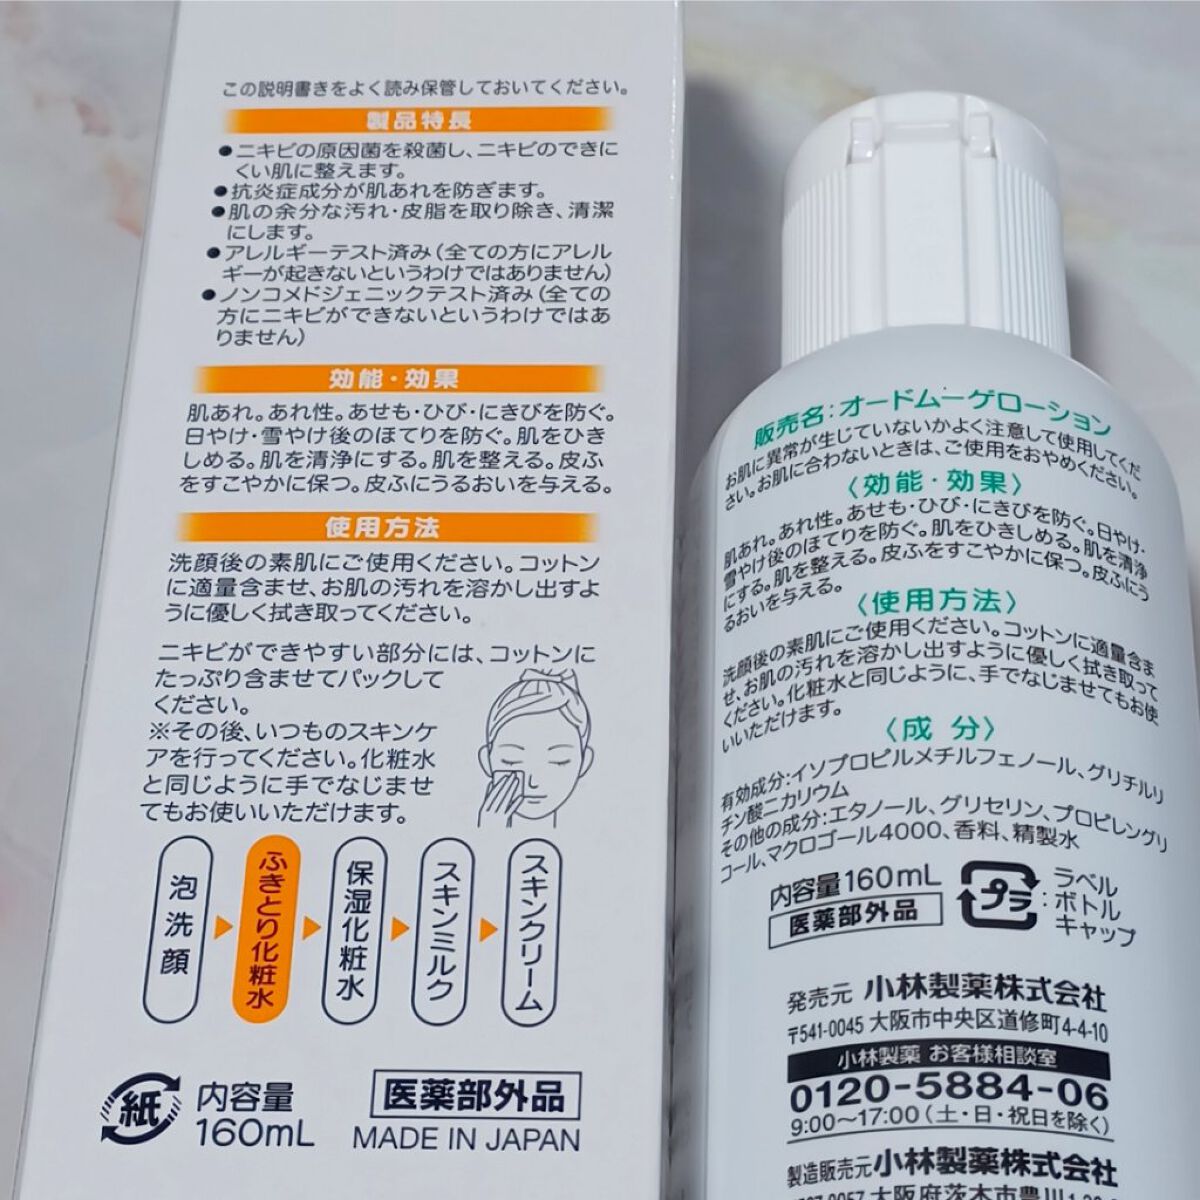 この説明書きをよく読み保管しておいてください。
製品特長
●ニキビの原因菌を殺菌し、ニキビのできに
くい肌に整えます。
●抗炎症成分が肌あれを防ぎます。
●肌の余分な汚れ・皮脂を取り除き、清潔
にします。
●アレルギーテスト済み(全ての方にアレル
ギーが起きないというわけではありません)
●ノンコメドジェニックテスト済み(全ての
方にニキビができないというわけではあ
りません)
効能・効果
肌あれ。あれ性。あせも・ひび・にきびを防ぐ。
日やけ・雪やけ後のほてりを防ぐ。肌をひき
しめる。肌を清浄にする。肌を整える。皮ふ
をすこやかに保つ。皮ふにうるおいを与える。
使用方法
洗顔後の素肌にご使用ください。コットン
に適量含ませ、お肌の汚れを溶かし出すよ
うに優しく拭き取ってください。
ニキビができやすい部分には、コットンに
たっぷり含ませてパックして
ください。
※その後、いつものスキンケ
アを行ってください。化粧水
と同じように手でなじませ
てもお使いいただけます。
泡洗顔
ふきとり化粧水
保湿化粧水
スキンミルク
スキンクリーム
紙
内容量
160mL
医薬部外品
MADE IN JAPAN
販売名:オードムーゲローション
お肌に異常が生じていないかよく注意して使用してくだ
さい。お肌に合わないときは、ご使用をおやめください。
〈効能・効果〉
肌あれ。あれ性。あせも・ひび・にきびを防ぐ。日やけ・
雪やけ後のほてりを防ぐ。肌をひきしめる。肌を清浄
にする。肌を整える。皮ふをすこやかに保つ。皮ふにう
るおいを与える。
〈使用方法〉
洗顔後の素肌にご使用ください。コットンに適量含ま
せ、お肌の汚れを溶かし出すように優しく拭き取って
ください。化粧水と同じように、手でなじませてもお使
いいただけます。
〈成分〉
有効成分:イソプロピルメチルフェノール、グリチルリ
チン酸二カリウム
その他の成分:エタノール、グリセリン、プロピレングリ
コール、マクロゴール4000、香料、精製水
内容量160mL
医薬部外品
プラ
:ラベル
ボトル
キャップ
発売元 小林製薬株式会社
〒541-0045 大阪市中央区道修町4-4-10
小林製薬 お客様相談室
0120-5884-06
9:00〜17:00(土・日・祝日を除く)
製造販売元 小林製薬株式会社
大阪府茨木市豊川1-